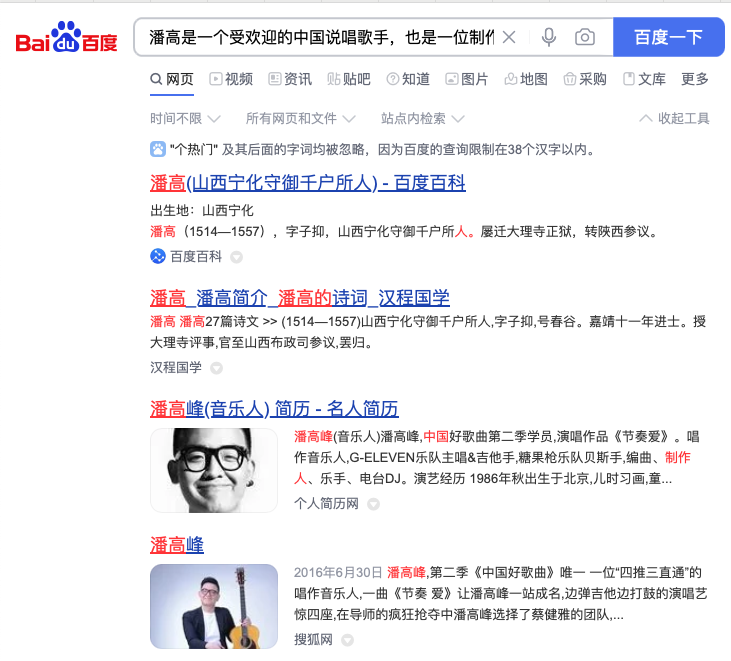 Bai du 百度
潘高是一个受欢迎的中国说唱歌手，也是一位制作
百度一下
网页 视频 资讯 贴吧 知道 图片 地图 采购 文库 更多
时间不限 所有网页和文件 站点内检索 收起工具
"个热门" 及其后面的字词均被忽略，因为百度的查询限制在38个汉字以内。
潘高(山西宁化守御千户所人) - 百度百科
出生地：山西宁化
潘高（1514—1557），字子抑，山西宁化守御千户所人。屡迁大理寺正狱，转陕西参议。
百度百科
潘高_潘高简介_潘高的诗词_汉程国学
潘高 潘高27篇诗文 >> (1514—1557)山西宁化守御千户所人,字子抑,号春谷。嘉靖十一年进士。授
大理寺评事,官至山西布政司参议,罢归。
汉程国学
潘高峰(音乐人) 简历 - 名人简历
潘高峰(音乐人)潘高峰,中国好歌曲第二季学员,演唱作品《节奏爱》。唱
作音乐人,G-ELEVEN乐队主唱&吉他手,糖果枪乐队贝斯手,编曲、制作
人、乐手、电台DJ。演艺经历 1986年秋出生于北京,儿时习画,童...
个人简历网
潘高峰
2016年6月30日 潘高峰,第二季《中国好歌曲》唯一 一位“四推三直通”的
唱作音乐人,一曲《节奏 爱》让潘高峰一站成名,边弹吉他边打鼓的演唱艺
惊四座,在导师的疯狂抢夺中潘高峰选择了蔡健雅的团队,...
搜狐网